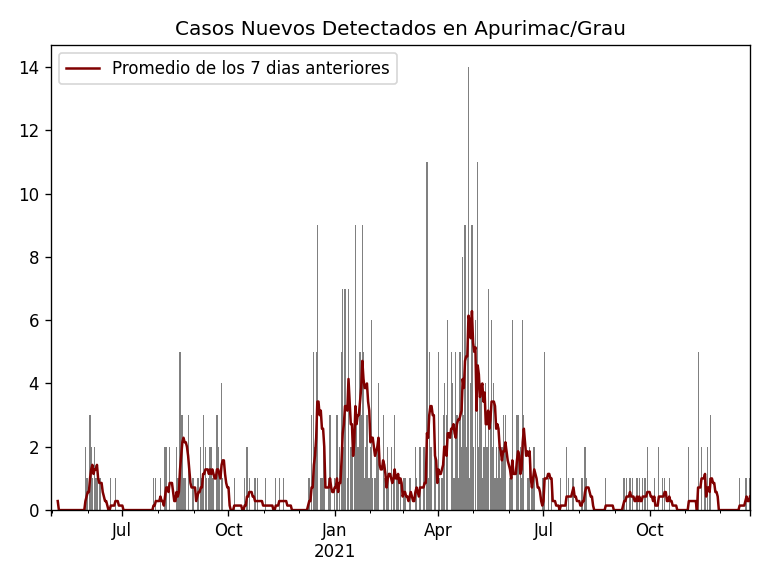 Casos Nuevos Detectados en Apurimac/Grau
Promedio de los 7 dias anteriores
14
12
10
8
6
4
2
0
Jul
Oct
Jan
2021
Apr
Jul
Oct